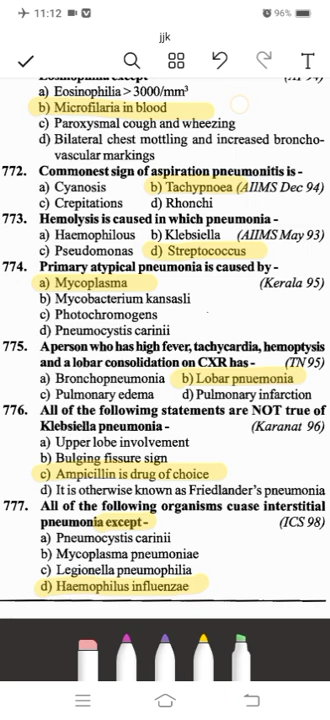 11:12
96%
jjk
T
a) Eosinophilia > 3000/mm³
b) Microfilaria in blood
c) Paroxysmal cough and wheezing
d) Bilateral chest mottling and increased broncho-
vascular markings
772. Commonest sign of aspiration pneumonitis is -
a) Cyanosis b) Tachypnoea (AIIMS Dec 94)
c) Crepitations d) Rhonchi
773. Hemolysis is caused in which pneumonia -
a) Haemophilous b) Klebsiella (AIIMS May 93)
c) Pseudomonas d) Streptococcus
774. Primary atypical pneumonia is caused by -
a) Mycoplasma (Kerala 95)
b) Mycobacterium kansasli
c) Photochromogens
d) Pneumocystis carinii
775. Aperson who has high fever, tachycardia, hemoptysis
and a lobar consolidation on CXR has - (TN 95)
a) Bronchopneumonia b) Lobar pnuemonia
c) Pulmonary edema d) Pulmonary infarction
776. All of the followimg statements are NOT true of
Klebsiella pneumonia - (Karanat 96)
a) Upper lobe involvement
b) Bulging fissure sign
c) Ampicillin is drug of choice
d) It is otherwise known as Friedlander's pneumonia
777. All of the following organisms cuase interstitial
pneumonia except - (ICS 98)
a) Pneumocystis carinii
b) Mycoplasma pneumoniae
c) Legionella pneumophilia
d) Haemophilus influenzae